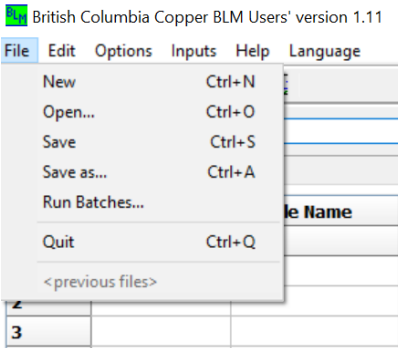 BLM British Columbia Copper BLM Users' version 1.11
File Edit Options Inputs Help Language
New Ctrl+N
Open... Ctrl+O
Save Ctrl+S
Save as... Ctrl+A
Run Batches...
le Name
Quit Ctrl+Q
<previous files>
2
3